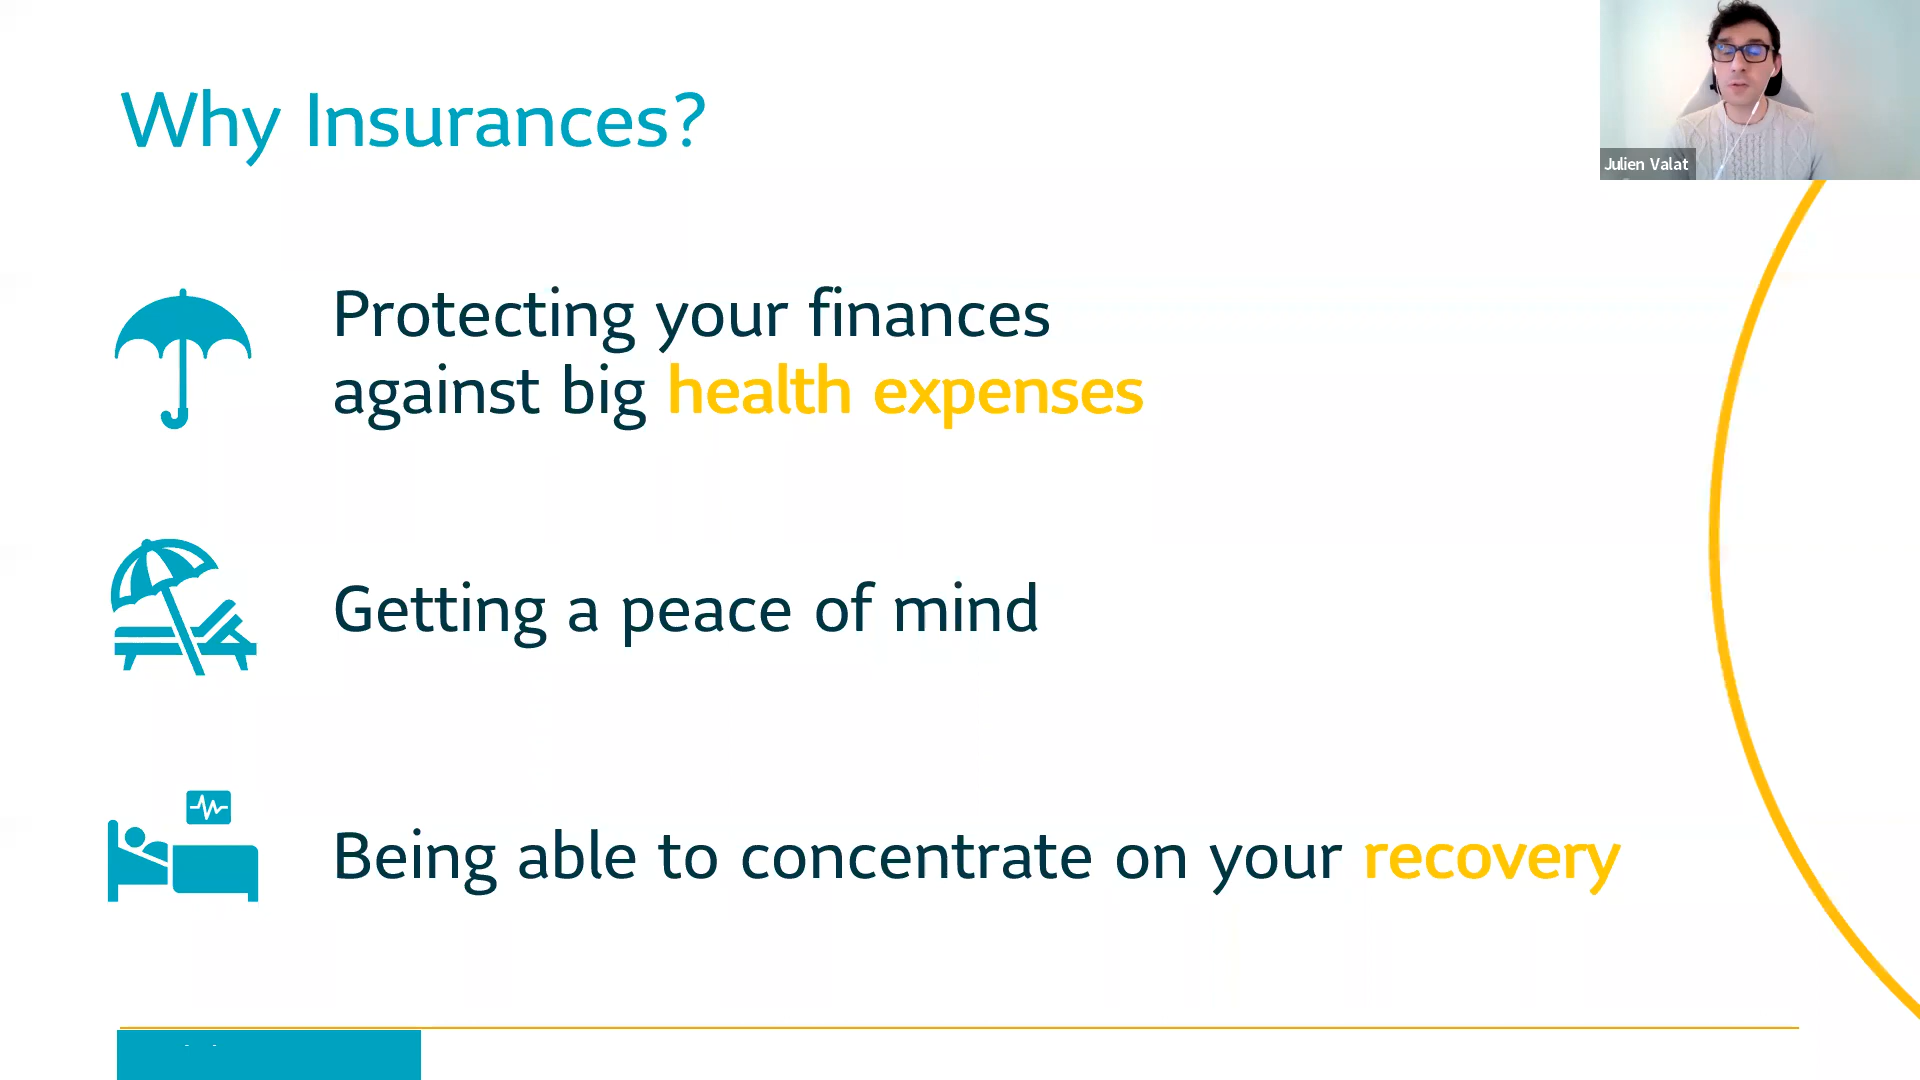 Why Insurances?
Julien Valat
Protecting your finances
against big health expenses
Getting a peace of mind
Being able to concentrate on your recovery